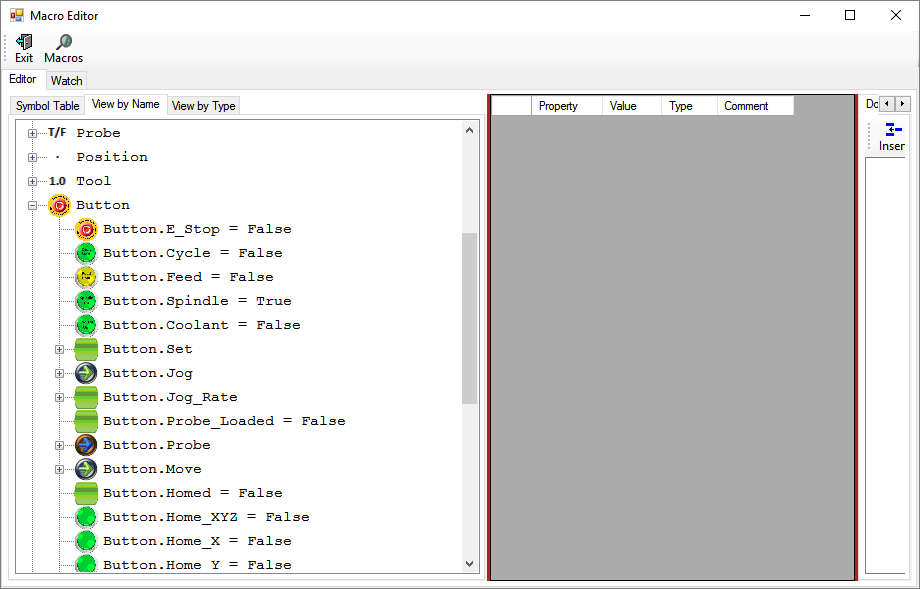 Macro Editor
Exit Macros
Editor Watch
Symbol Table View by Name View by Type
Property Value Type Comment
Inser
T/F Probe
Position
1.0 Tool
Button
Button.E_Stop = False
Button.Cycle = False
Button.Feed = False
Button.Spindle = True
Button.Coolant = False
Button.Set
Button.Jog
Button.Jog_Rate
Button.Probe_Loaded = False
Button.Probe
Button.Move
Button.Homed = False
Button.Home_XYZ = False
Button.Home_X = False
Button.Home_Y = False